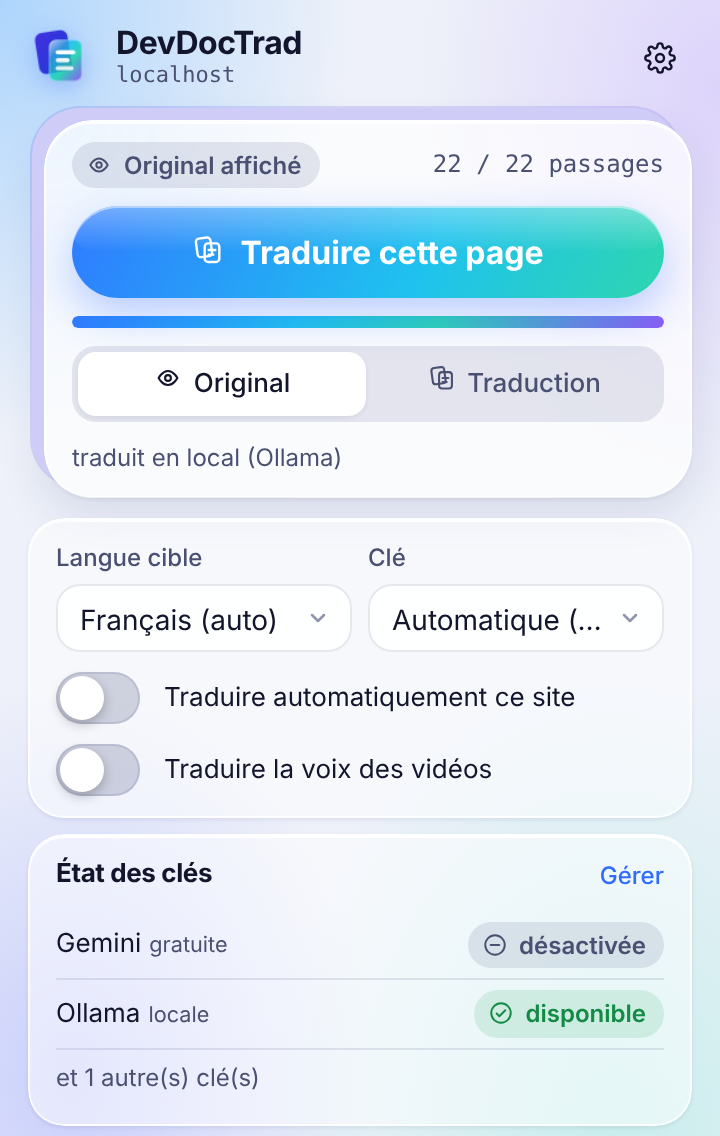 DevDocTrad
localhost
Original affiché
22 / 22 passages
Traduire cette page
Original
Traduction
traduit en local (Ollama)
Langue cible
Clé
Français (auto)
Automatique (...
Traduire automatiquement ce site
Traduire la voix des vidéos
État des clés
Gérer
Gemini gratuite
désactivée
Ollama locale
disponible
et 1 autre(s) clé(s)